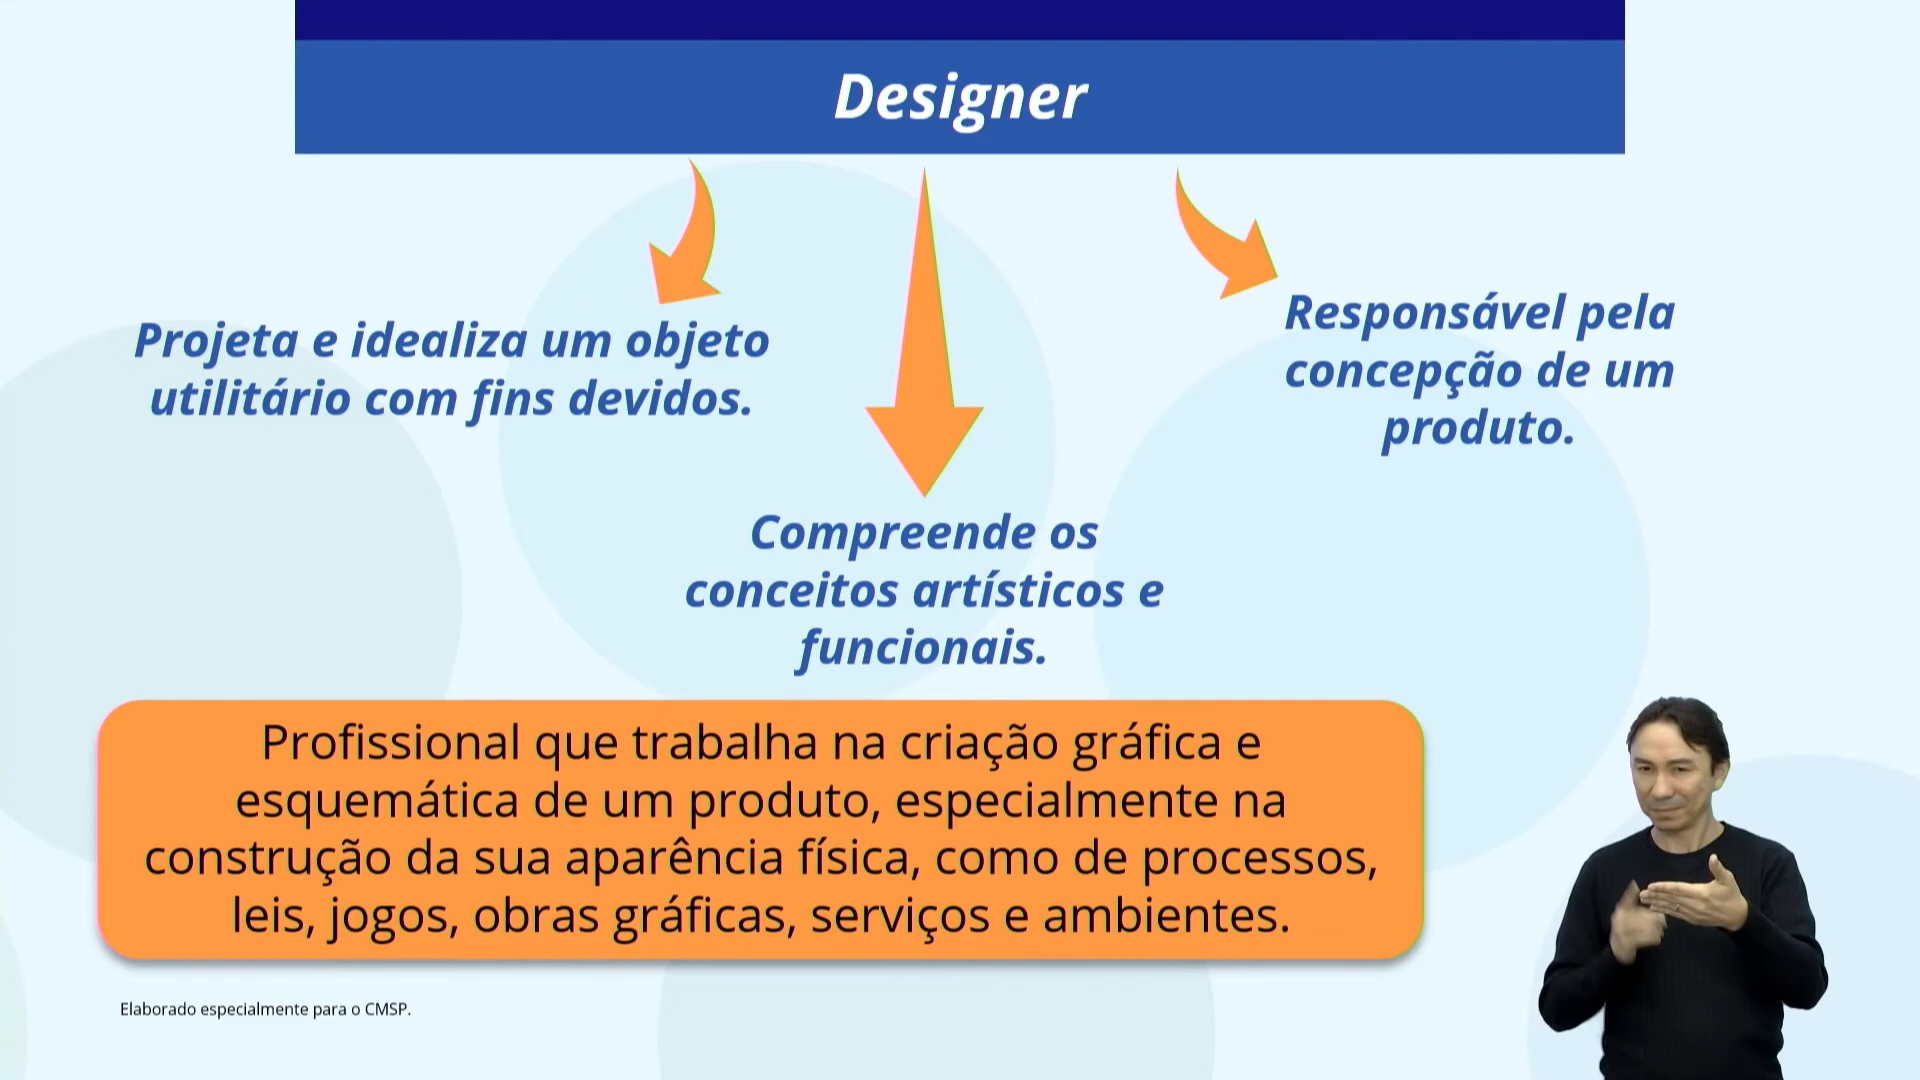 Designer
Projeta e idealiza um objeto
utilitário com fins devidos.
Responsável pela
concepção de um
produto.
Compreende os
conceitos artísticos e
funcionais.
Profissional que trabalha na criação gráfica e
esquemática de um produto, especialmente na
construção da sua aparência física, como de processos,
leis, jogos, obras gráficas, serviços e ambientes.
Elaborado especialmente para o CMSP.